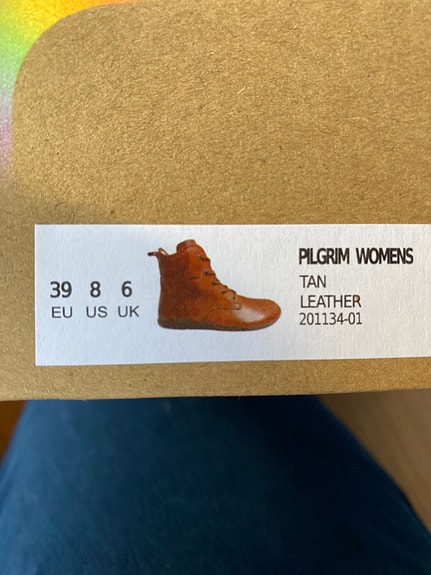 39 8 6
EU US UK
PILGRIM WOMENS
TAN
LEATHER
201134-01